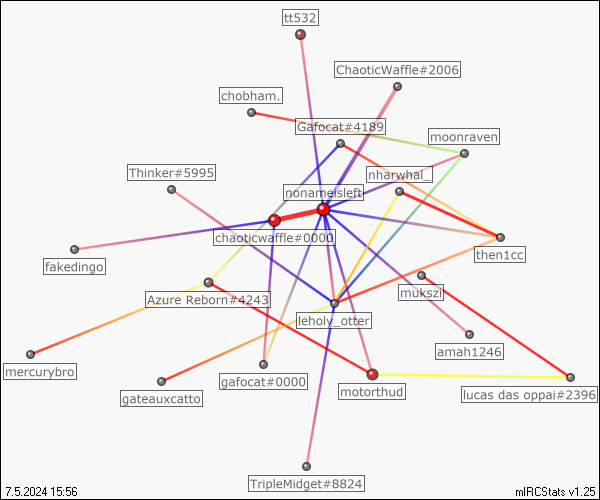 tt532
ChaoticWaffle#2006
chobham.
Gafocat#4189
moonraven
Thinker#5995
nharwhal_
nonameisleft
chaoticwaffle#0000
then1cc
fakedingo
mukszi
Azure Reborn#4243
leholy_otter
amah1246
mercurybro
gafocat#0000
motorthud
lucas das oppai#2396
gateauxcatto
TripleMidget#8824
7.5.2024 15:56
mIRCStats v1.25